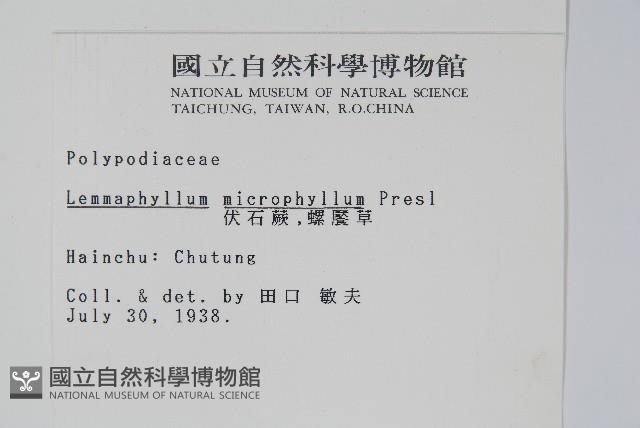 國立自然科學博物館
NATIONAL MUSEUM OF NATURAL SCIENCE
TAICHUNG, TAIWAN, R.O.CHINA
Polypodiaceae
Lemmaphyllum microphyllum Presl
伏石蕨,螺黶草
Hainchu: Chutung
Coll. & det. by 田口 敏夫
July 30, 1938.
國立自然科學博物館
NATIONAL MUSEUM OF NATURAL SCIENCE